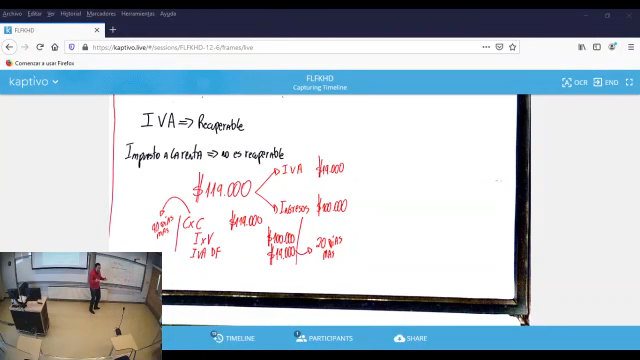 Archivo Editar Ver Historial Marcadores Herramientas Ayuda
FLFKHD
https://kaptivo.live/#/sessions/FLFKHD-12-6/frames/live
Comenzar a usar Firefox
kaptivo
FLFKHD
Capturing Timeline
OCR
END
IVA => Recuperable
Impuesto a la renta => no es recuperable
$119.000
IVA $19.000
Ingresos $100.000
90 días más
CxC $119.000
IxV $100.000
IVA DF $19.000
20 días más
TIMELINE
PARTICIPANTS
SHARE